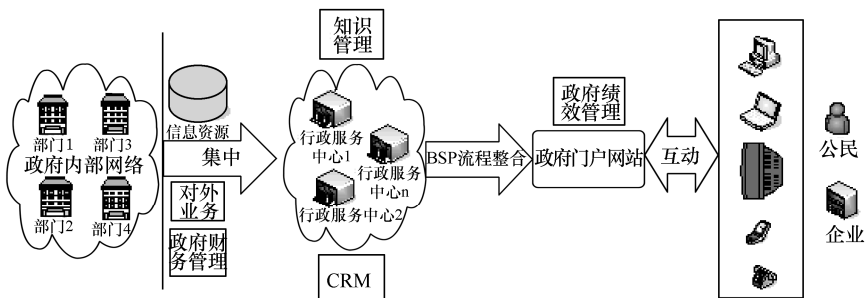 部门1
部门3
政府内部网络
部门2
部门4
信息资源
集中
对外
业务
政府财
务管理
知识
管理
行政服务
中心1
行政服务
中心n
行政服务中心2
CRM
BSP流程整合
政府绩
效管理
政府门户网站
互动
公民
企业